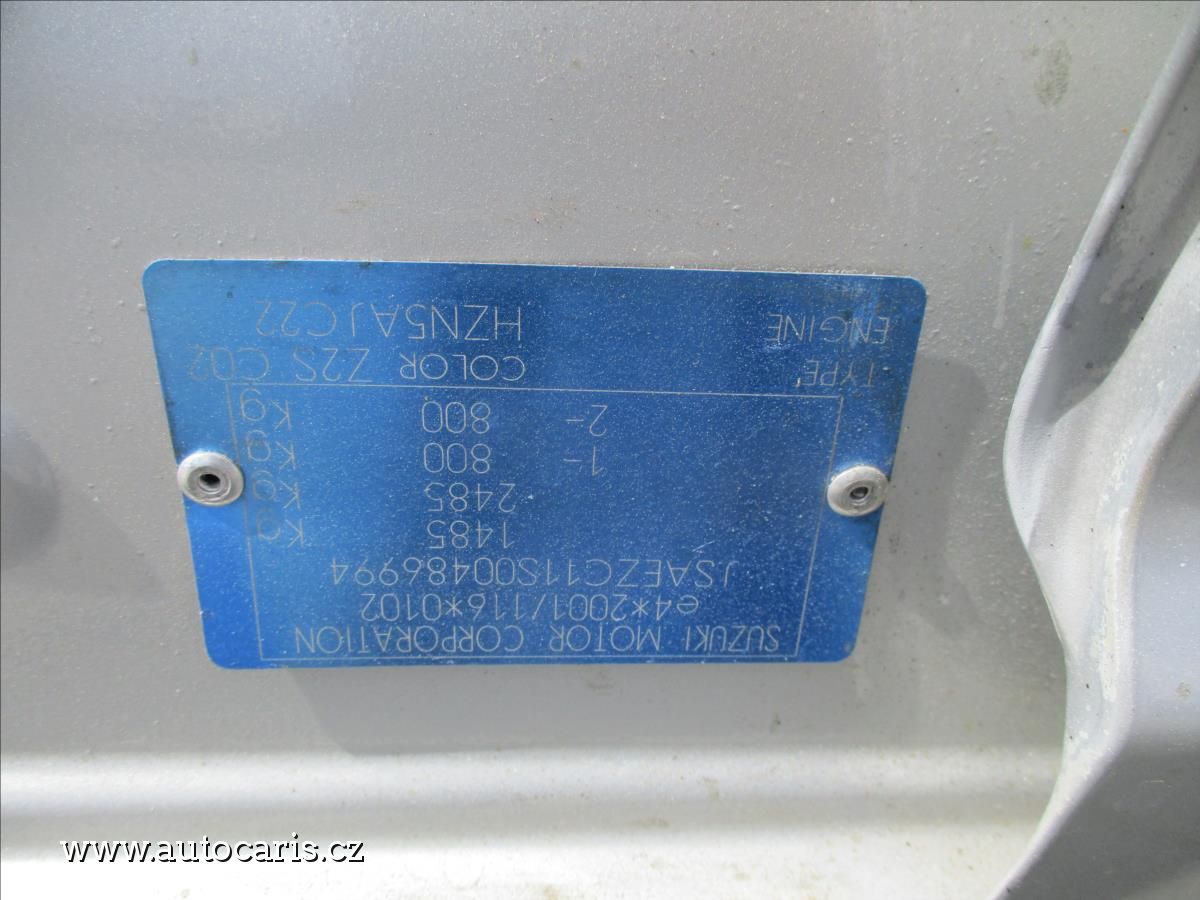 SUZUKI MOTOR CORPORATION
e4*2001/116*0102
JSAEZC11S00486994
1485 Kg
2485 Kg
1- 800 Kg
2- 800 Kg
TYPE COLOR Z2S C02
ENGINE HZN5AJC22
www.autocaris.cz